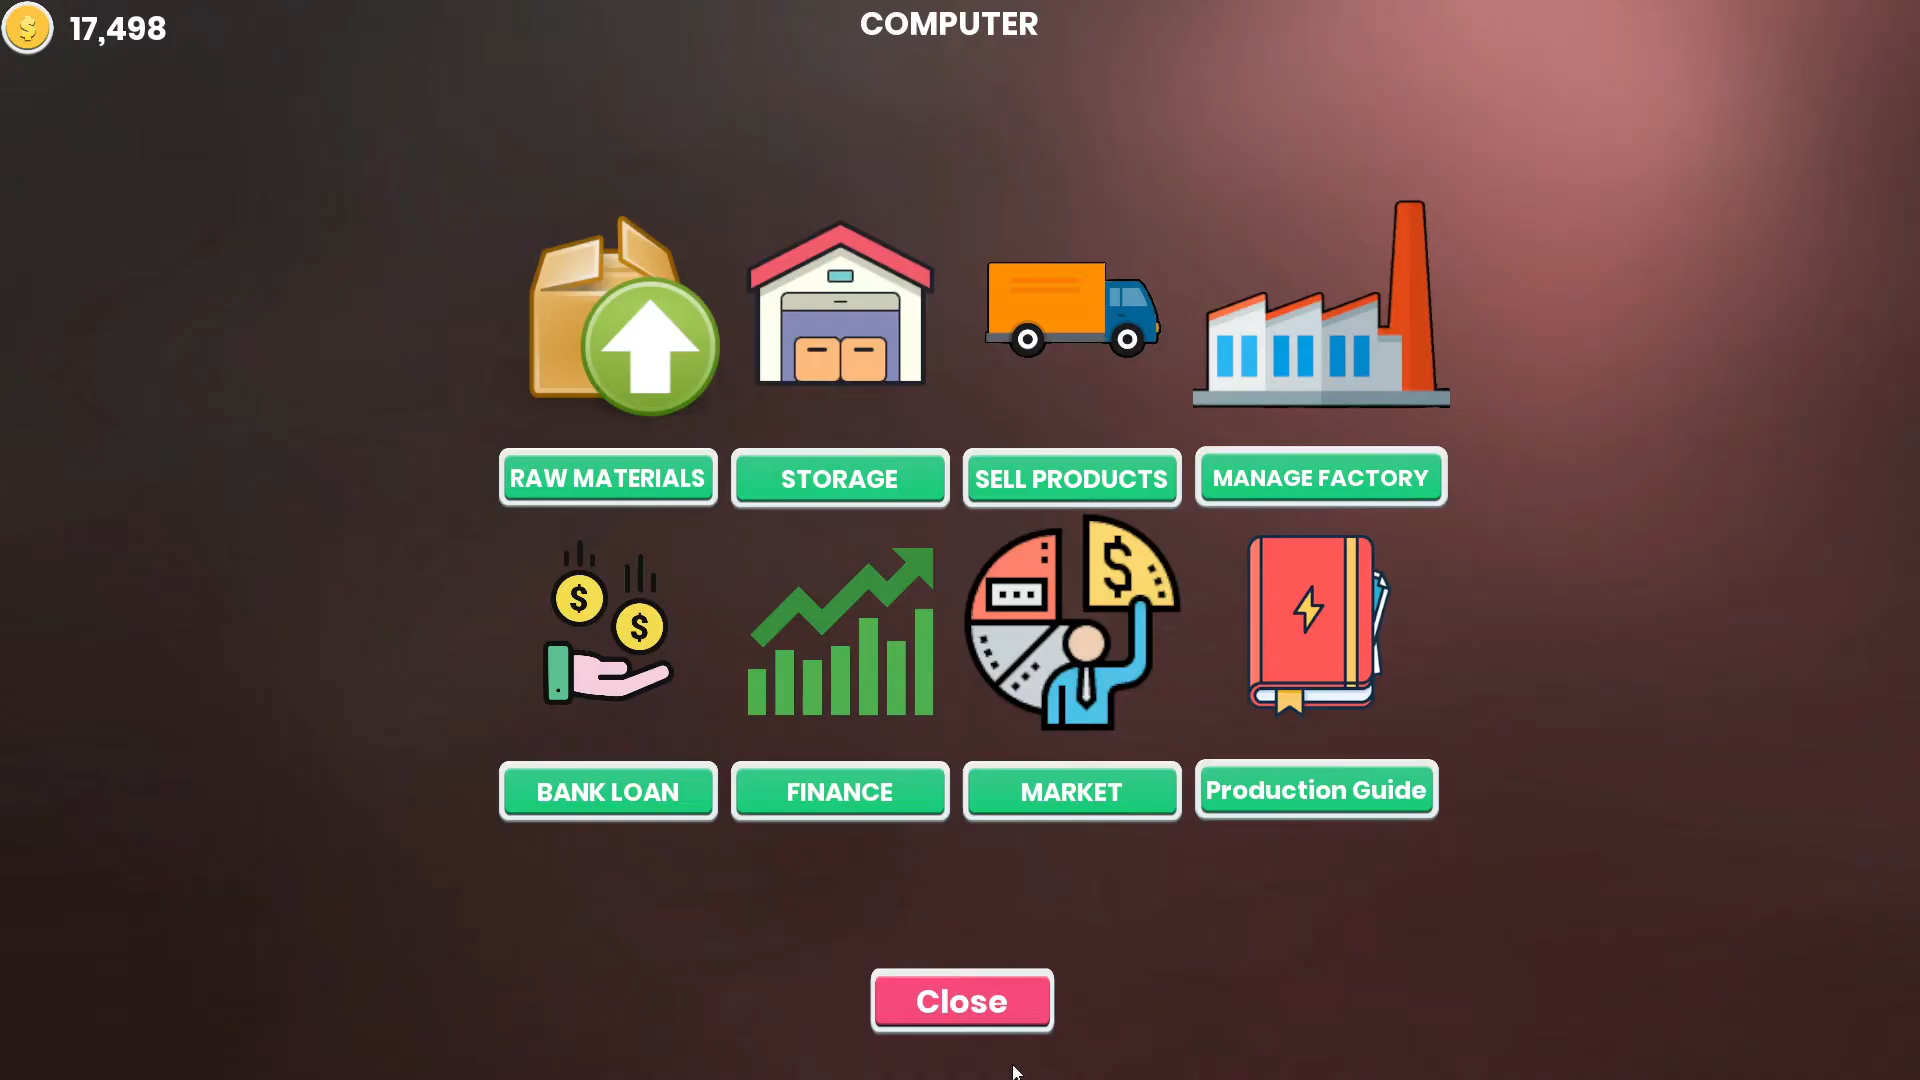 17,498
COMPUTER
RAW MATERIALS
STORAGE
SELL PRODUCTS
MANAGE FACTORY
BANK LOAN
FINANCE
MARKET
Production Guide
Close